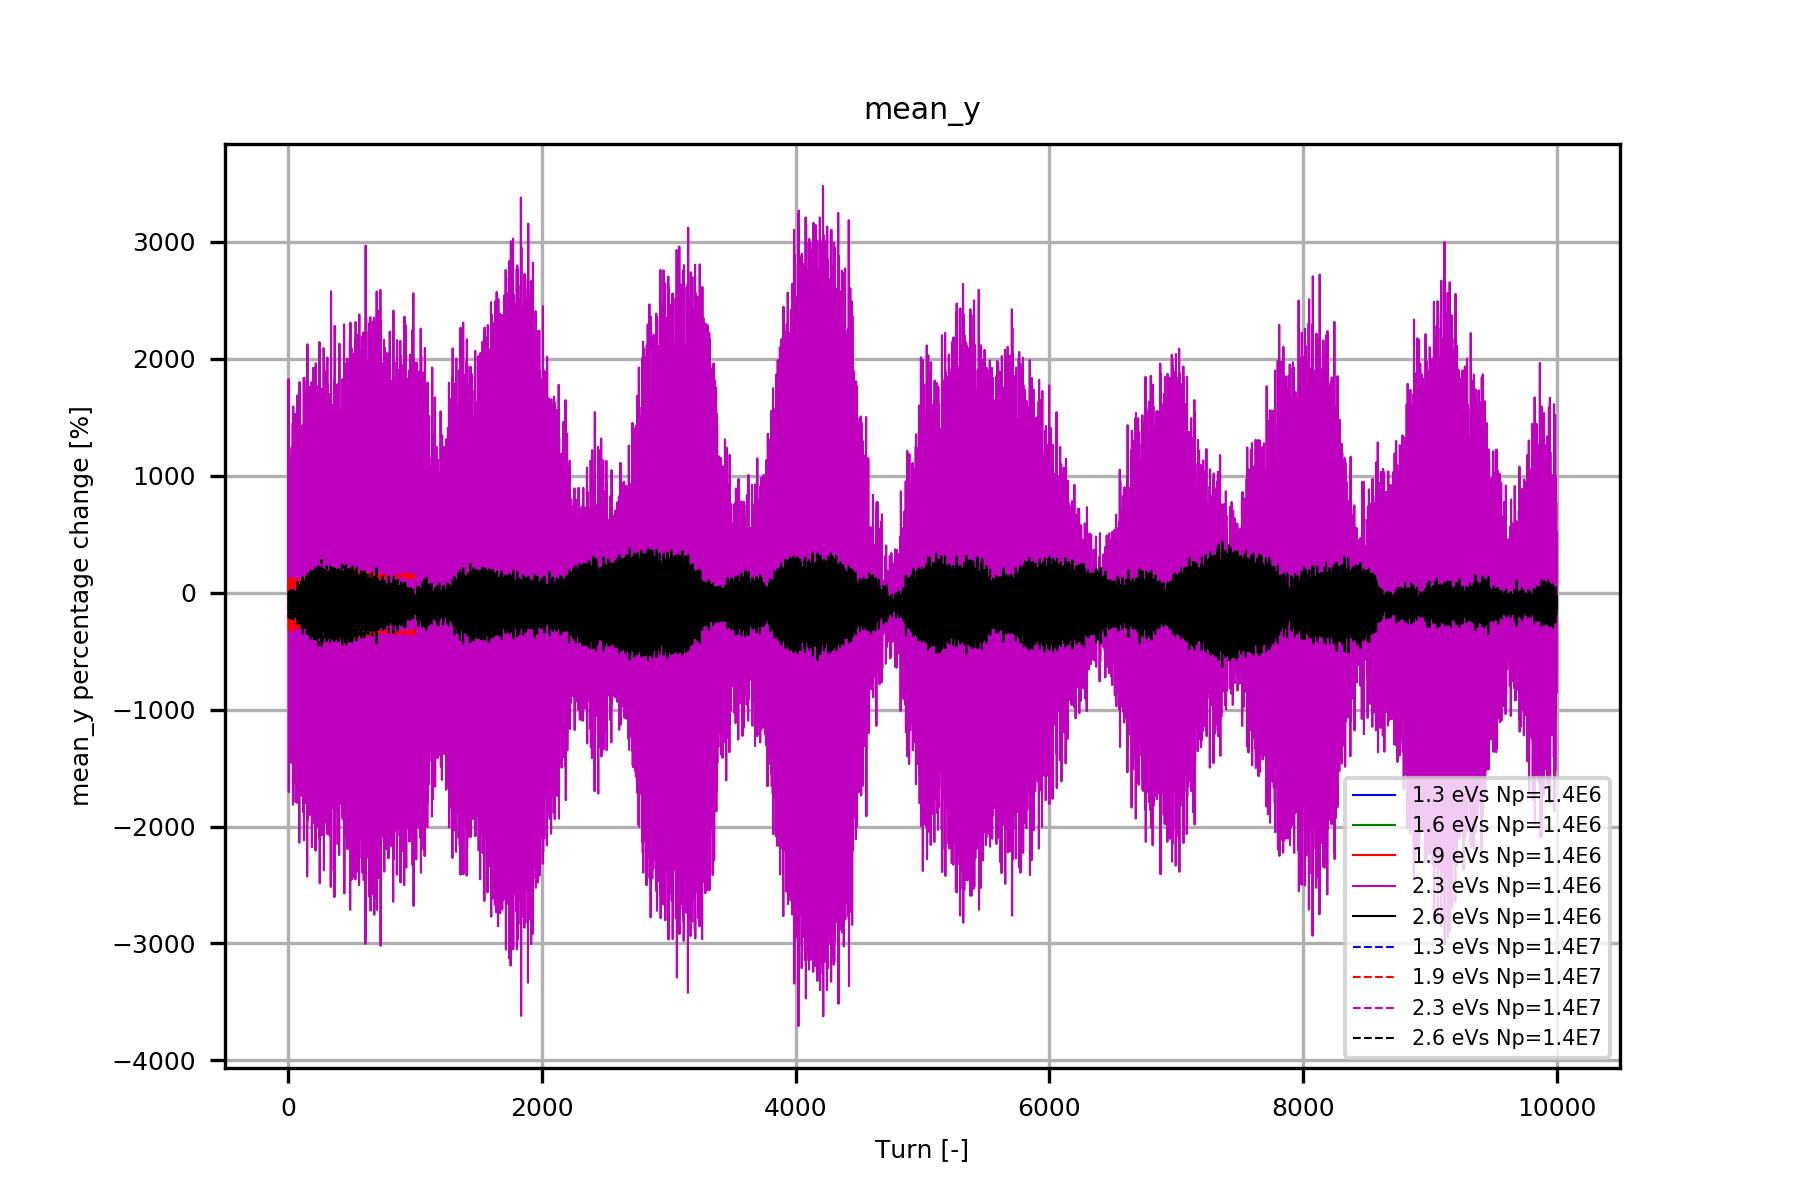 mean_y
mean_y percentage change [%]
3000
2000
1000
0
−1000
−2000
−3000
−4000
1.3 eVs Np=1.4E6
1.6 eVs Np=1.4E6
1.9 eVs Np=1.4E6
2.3 eVs Np=1.4E6
2.6 eVs Np=1.4E6
1.3 eVs Np=1.4E7
1.9 eVs Np=1.4E7
2.3 eVs Np=1.4E7
2.6 eVs Np=1.4E7
0 2000 4000 6000 8000 10000
Turn [-]